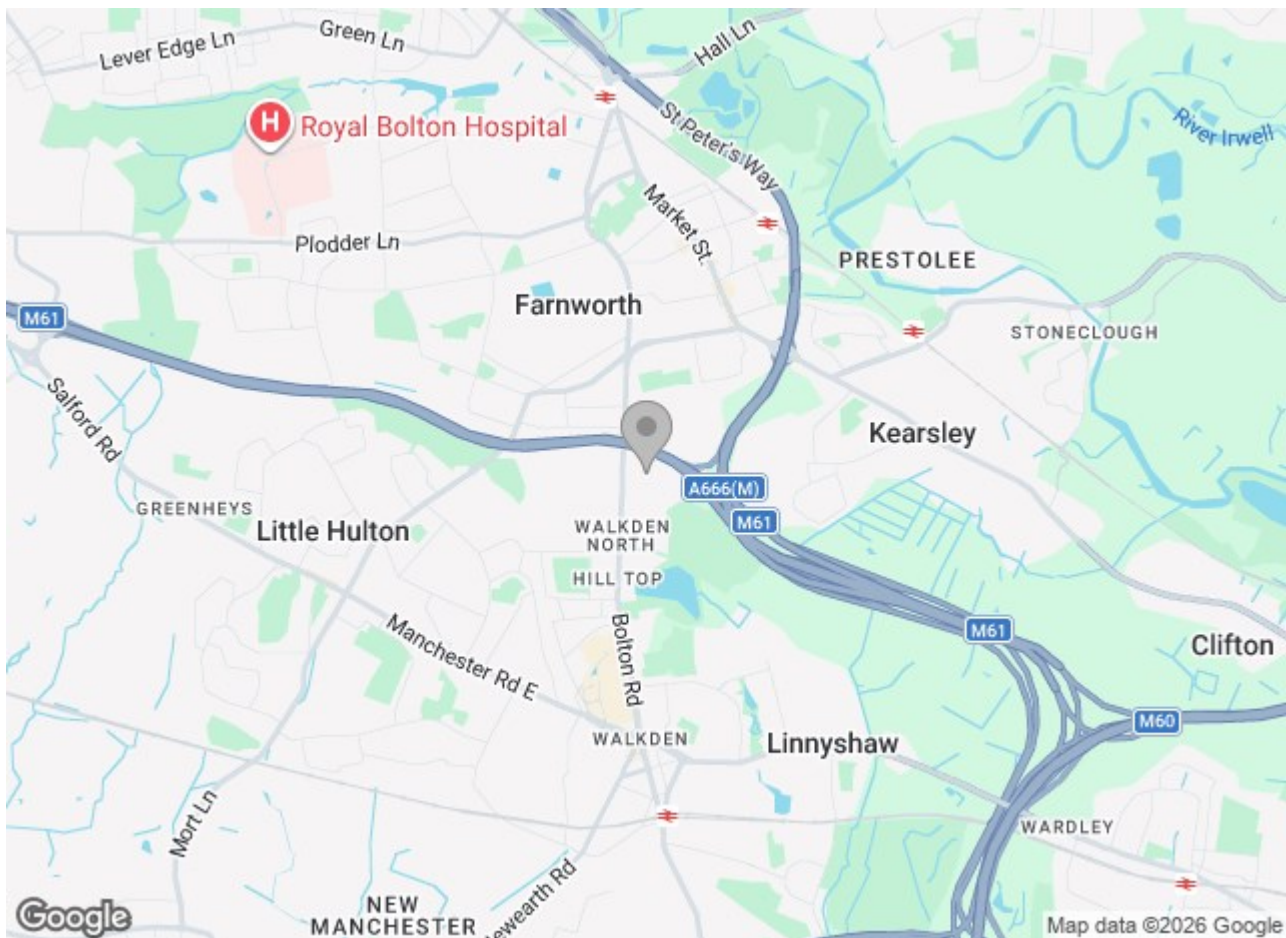 Lever Edge Ln
Green Ln
Hall Ln
H Royal Bolton Hospital
St Peter's Way
River Irwell
Plodder Ln
Market St.
PRESTOLEE
M61
Farnworth
STONECLOUGH
Salford Rd
Kearsley
A666(M)
GREENHEYS
Little Hulton
WALKDEN
NORTH
M61
HILL TOP
Bolton Rd
M61
Manchester Rd E
Clifton
M60
WALKDEN
Linnyshaw
Mort Ln
WARDLEY
NEW
MANCHESTER
Google
Map data ©2026 Google